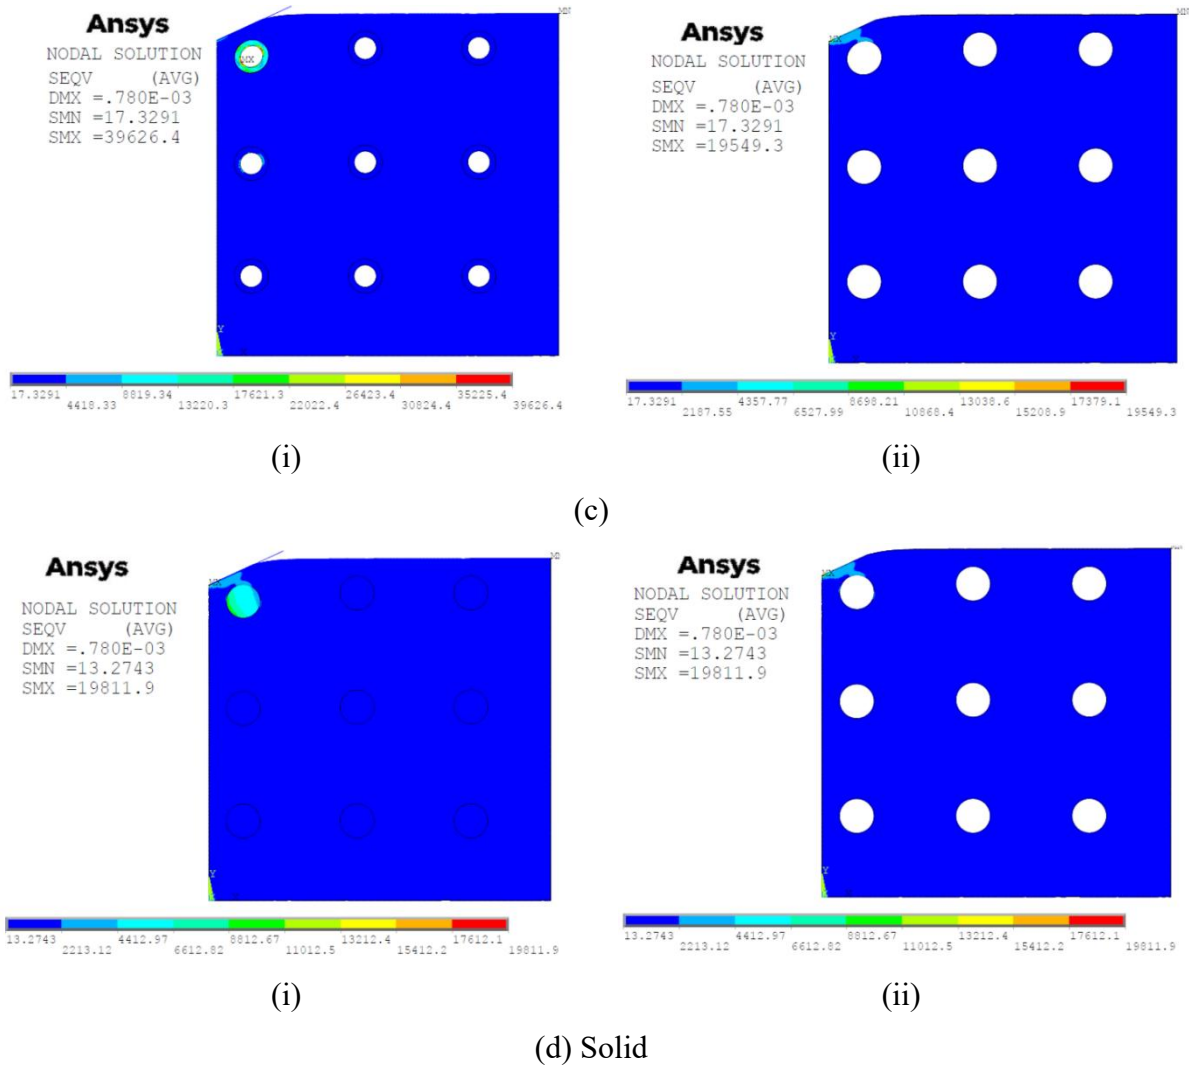 Ansys
NODAL SOLUTION
SEQV (AVG)
DMX =.780E-03
SMN =17.3291
SMX =39626.4
MX
MN
Y
17.3291 8819.34 17621.3 26423.4 35225.4
4418.33 13220.3 22022.4 30824.4 39626.4
(i)
Ansys
NODAL SOLUTION
SEQV (AVG)
DMX =.780E-03
SMN =17.3291
SMX =19549.3
MX
MN
Y
17.3291 4357.77 8698.21 13038.6 17379.1
2187.55 6527.99 10868.4 15208.9 19549.3
(ii)
(c)
Ansys
NODAL SOLUTION
SEQV (AVG)
DMX =.780E-03
SMN =13.2743
SMX =19811.9
MX
Y
13.2743 4412.97 8812.67 13212.4 17612.1
2213.12 6612.82 11012.5 15412.2 19811.9
(i)
Ansys
NODAL SOLUTION
SEQV (AVG)
DMX =.780E-03
SMN =13.2743
SMX =19811.9
MX
Y
13.2743 4412.97 8812.67 13212.4 17612.1
2213.12 6612.82 11012.5 15412.2 19811.9
(ii)
(d) Solid